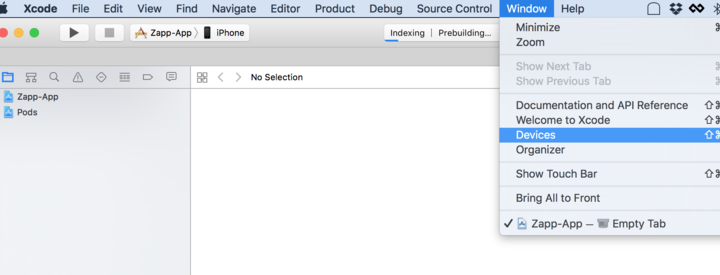 Xcode File Edit View Find Navigate Editor Product Debug Source Control Window Help
Zapp-App iPhone
Indexing | Prebuilding...
No Selection
Zapp-App
Pods
Minimize
Zoom
Show Next Tab
Show Previous Tab
Documentation and API Reference
Welcome to Xcode
Devices
Organizer
Show Touch Bar
Bring All to Front
Zapp-App — Empty Tab